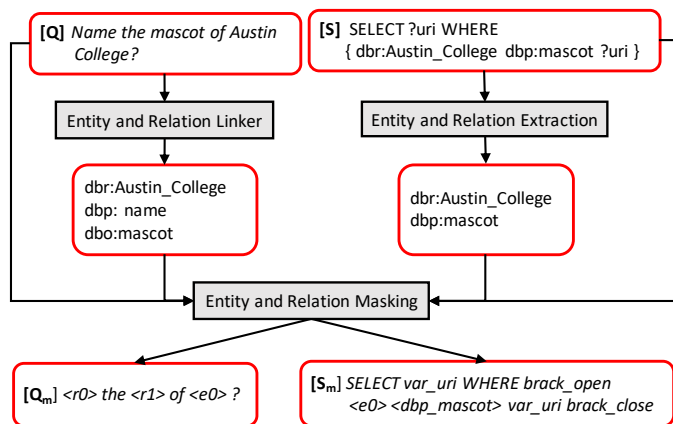 [Q] Name the mascot of Austin
College?
[S] SELECT ?uri WHERE
{ dbr:Austin_College dbp:mascot ?uri }
Entity and Relation Linker
Entity and Relation Extraction
dbr:Austin_College
dbp: name
dbo:mascot
dbr:Austin_College
dbp:mascot
Entity and Relation Masking
[Qm] <r0> the <r1> of <e0> ?
[Sm] SELECT var_uri WHERE brack_open
<e0> <dbp_mascot> var_uri brack_close